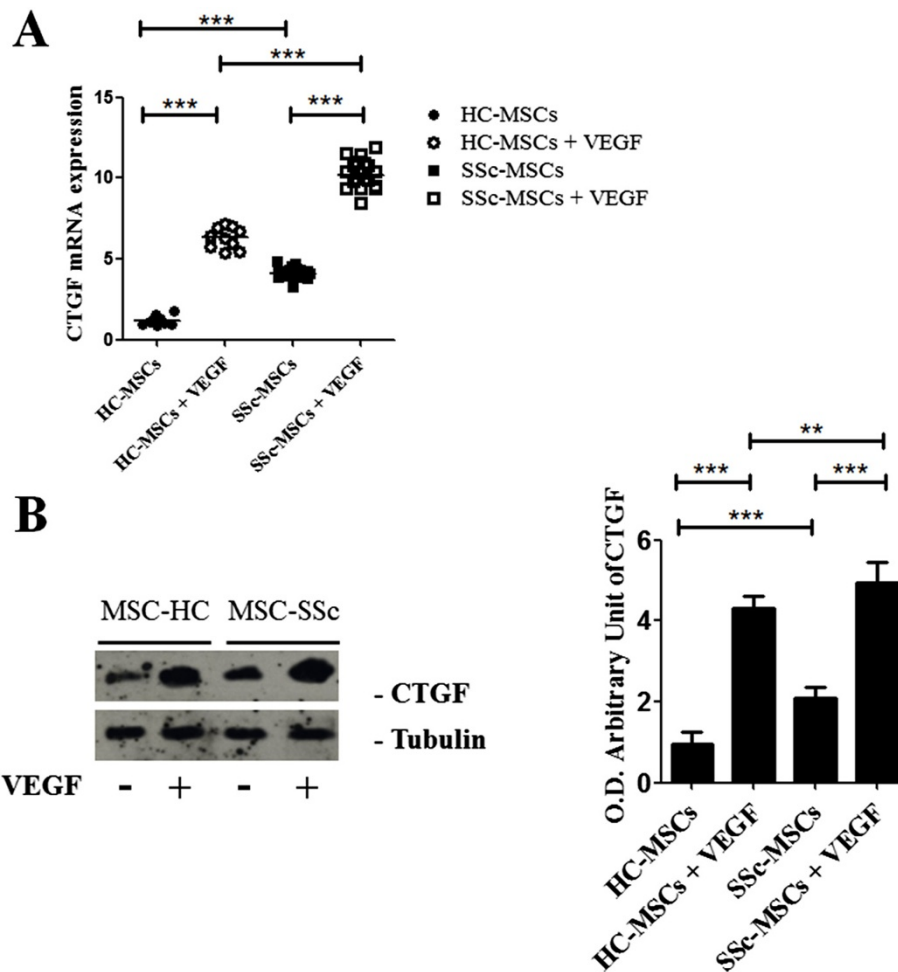 A
***
***
***
***
CTGF mRNA expression
15
10
5
0
HC-MSCs
HC-MSCs + VEGF
SSc-MSCs
SSc-MSCs + VEGF
HC-MSCs
HC-MSCs + VEGF
SSc-MSCs
SSc-MSCs + VEGF
B
MSC-HC MSC-SSc
- CTGF
- Tubulin
VEGF - + - +
**
***
***
***
O.D. Arbitrary Unit of CTGF
6
4
2
0
HC-MSCs
HC-MSCs + VEGF
SSc-MSCs
SSc-MSCs + VEGF